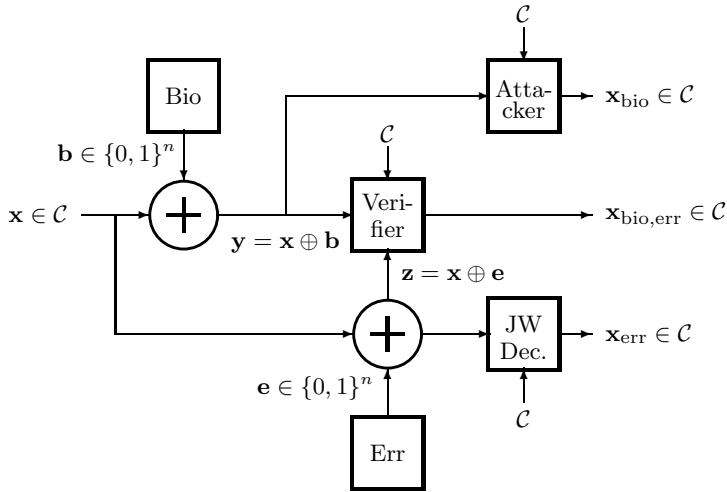 𝒞
Bio
Atta-
cker
𝐱_bio ∈ 𝒞
𝐛 ∈ {0, 1}^n
𝒞
𝐱 ∈ 𝒞
+
Veri-
fier
𝐱_bio,err ∈ 𝒞
𝐲 = 𝐱 ⊕ 𝐛
𝐳 = 𝐱 ⊕ 𝐞
+
JW
Dec.
𝐱_err ∈ 𝒞
𝐞 ∈ {0, 1}^n
𝒞
Err